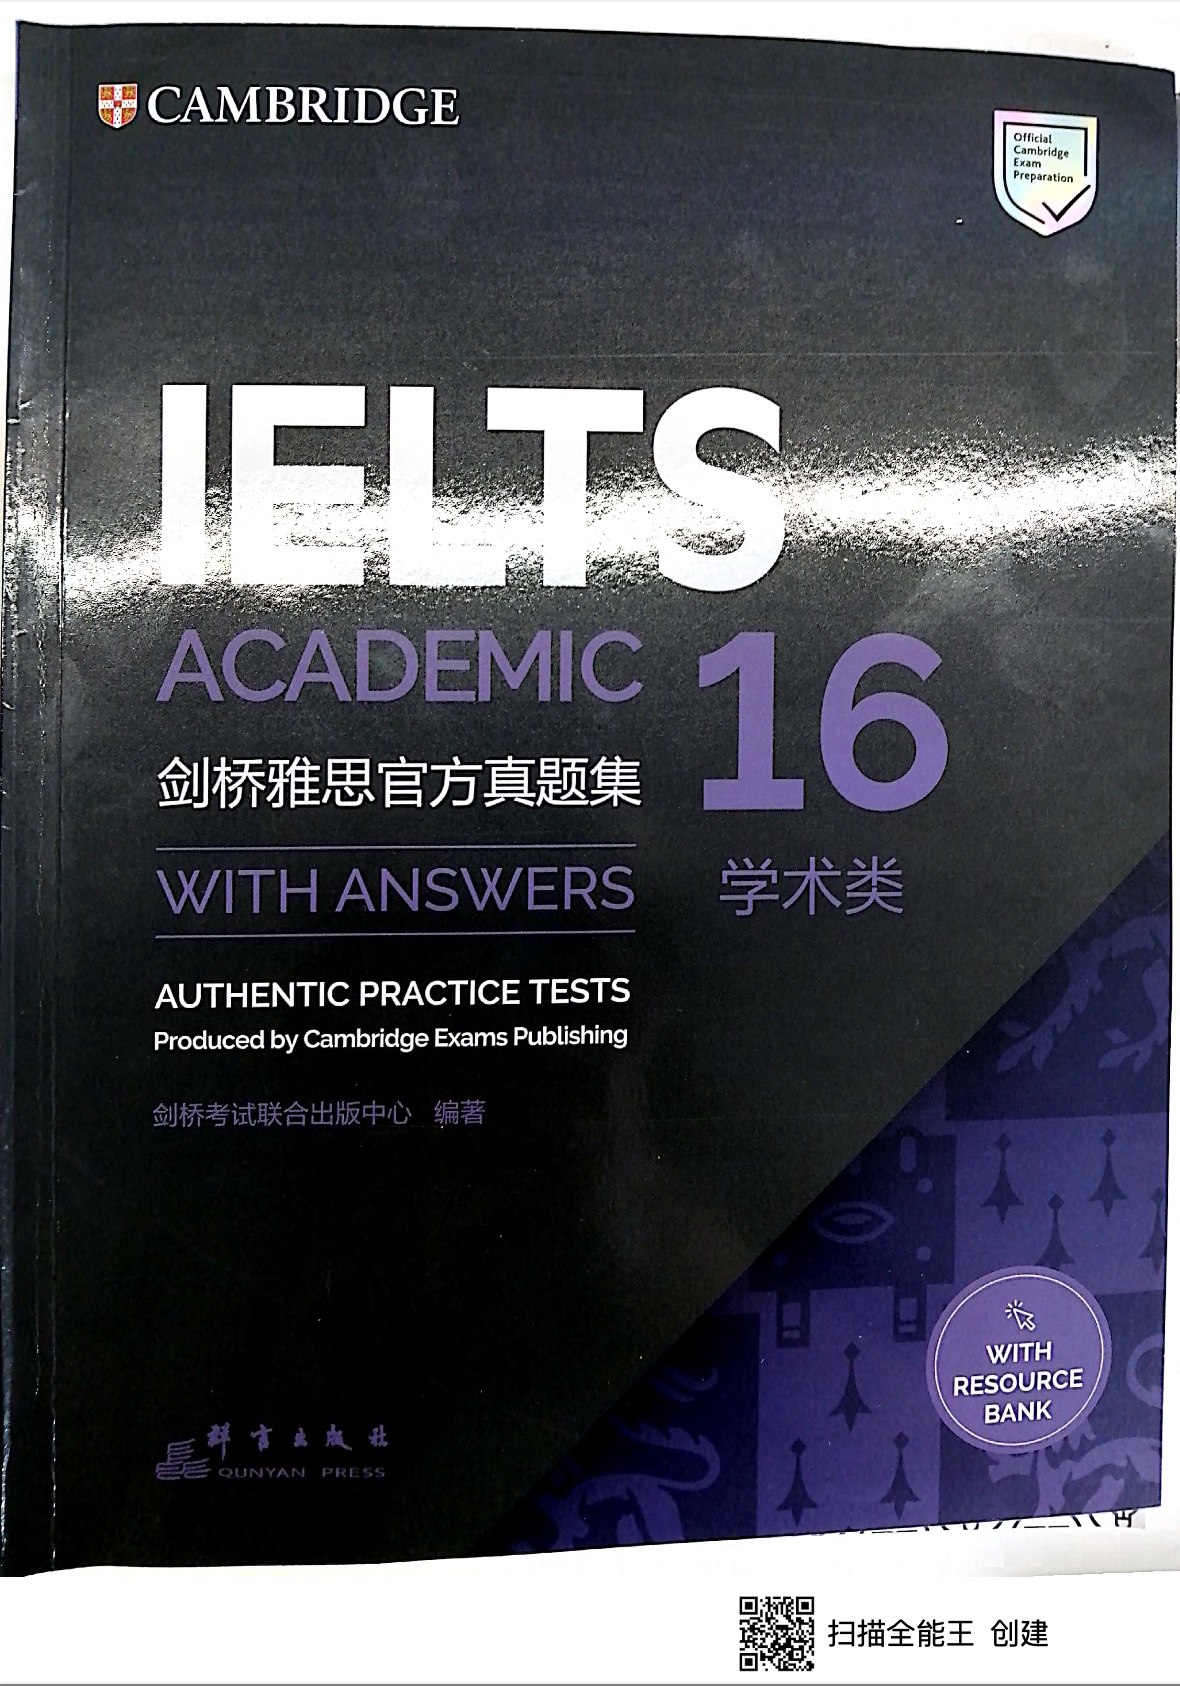 CAMBRIDGE
Official
Cambridge
Exam
Preparation
IELTS
ACADEMIC 16
剑桥雅思官方真题集
WITH ANSWERS 学术类
AUTHENTIC PRACTICE TESTS
Produced by Cambridge Exams Publishing
剑桥考试联合出版中心 编著
WITH
RESOURCE
BANK
群言出版社
QUNYAN PRESS
扫描全能王 创建